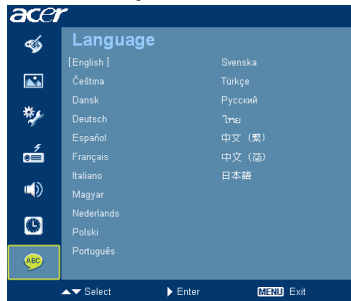 acer
Language
[English]
Čeština
Dansk
Deutsch
Español
Français
Italiano
Magyar
Nederlands
Polski
Português
Svenska
Türkçe
Русский
ไทย
中文 (繁)
中文 (简)
日本語
ABC
Select
Enter
MENU Exit